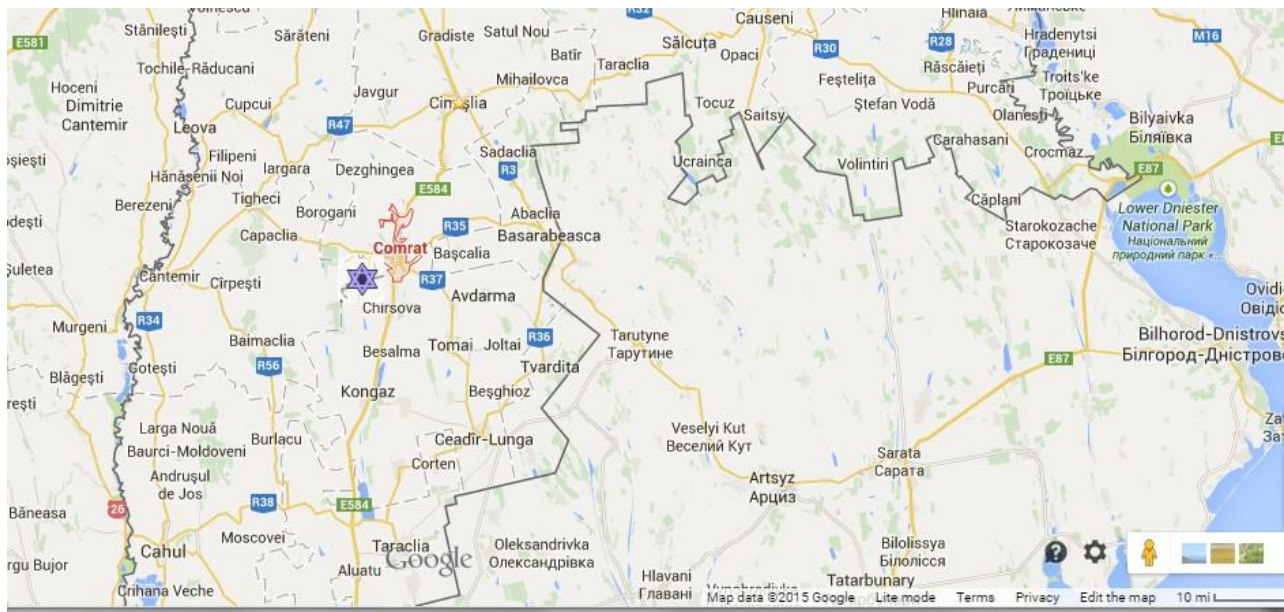 E581
Stănilești
Sărăteni
Gradiste
Satul Nou
R32
Causeni
Hlinaia
Sălcuța
Opaci
R30
R28
Hradenytsi
Градениці
M16
Batîr
Taraclia
Tochile-Răducani
Mihailovca
Feștelița
Răscăieți
Troits'ke
Троїцьке
Hoceni
Dimitrie
Cantemir
Javgur
Cimișlia
Purcări
Cupcui
Tocuz
Ștefan Vodă
Leova
R47
Saitsy
Olanesti
Bilyaivka
Біляївка
Sadaclia
Carahasani
Filipeni
Iargara
Dezghingea
R3
Ucrainca
Volintiri
Crocmaz
E87
Hănăsenii Noi
E584
Tigheci
Berezeni
Borogani
Abaclia
Căplani
Lower Dniester
National Park
Національний
природний парк «...
R35
Starokozache
Старокозаче
Capaclia
Comrat
Basarabeasca
Bașcalia
Cantemir
Cîrpești
R37
Avdarma
Chirsova
R34
Murgeni
Tarutyne
Тарутине
Baimaclia
Tomai
Joltai
R36
Besalma
Bilhorod-Dnistrovs
Білгород-Дністровс
E87
Cotești
R56
Tvardita
Blăgești
Kongaz
Beșghioz
Larga Nouă
Burlacu
Ceadîr-Lunga
Veselyi Kut
Веселий Кут
Baurci-Moldoveni
Sarata
Сарата
Corten
Andrușul
de Jos
Artsyz
Арциз
R38
E584
26
Băneasa
Moscovei
Cahul
Taraclia
Google
Oleksandrivka
Олександрівка
Bilolissya
Білолісся
rgu Bujor
Aluatu
Hlavani
Главані
Tatarbunary
Crihana Veche
Map data ©2015 Google
Lite mode
Terms
Privacy
Edit the map
10 mi